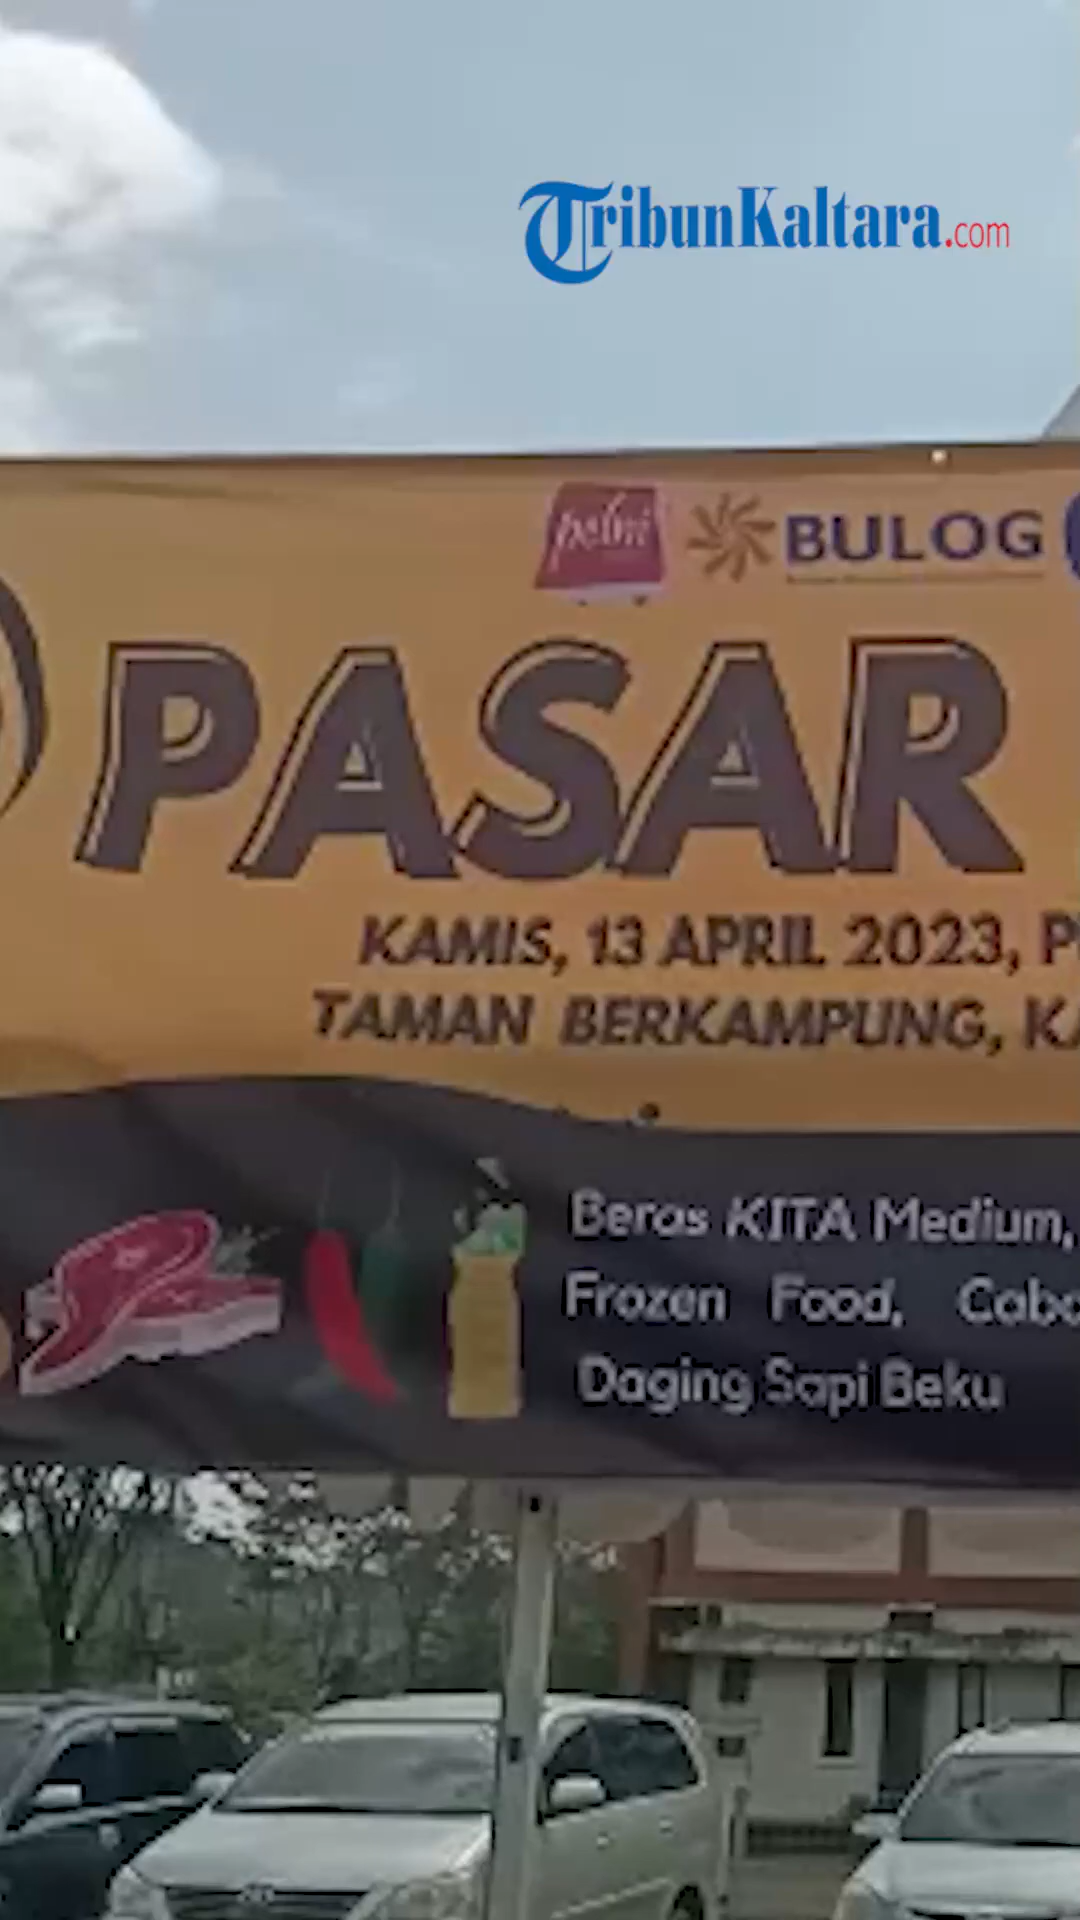 TribunKaltara.com
pelni BULOG
PASAR
KAMIS, 13 APRIL 2023,
TAMAN BERKAMPUNG,
Beras KITA Medium,
Frozen Food,
Daging Sapi Beku